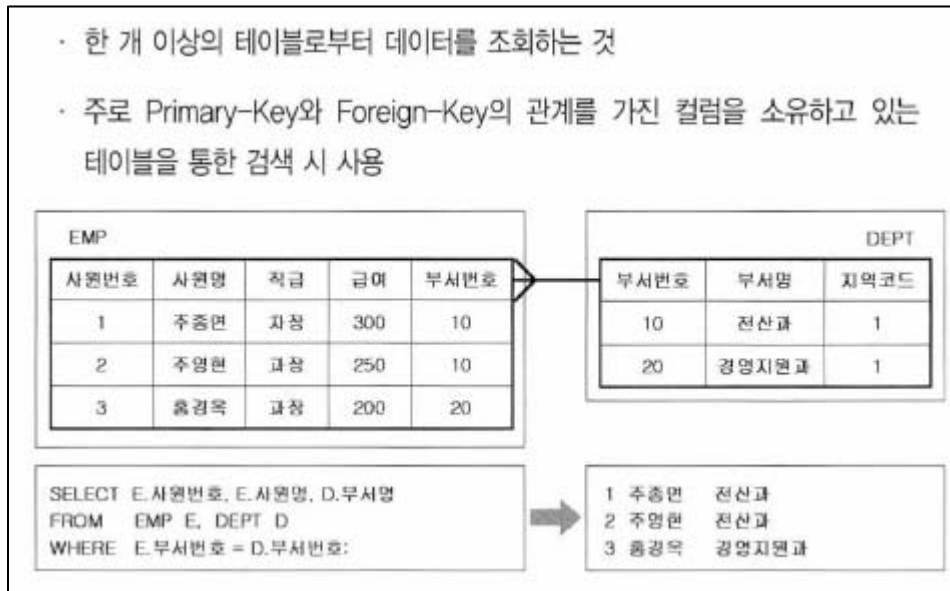 · 한 개 이상의 테이블로부터 데이터를 조회하는 것
· 주로 Primary-Key와 Foreign-Key의 관계를 가진 컬럼을 소유하고 있는
테이블을 통한 검색 시 사용
EMP
사원번호 사원명 직급 급여 부서번호
1 주종면 차장 300 10
2 주영현 과장 250 10
3 홍경옥 과장 200 20
DEPT
부서번호 부서명 지역코드
10 전산과 1
20 경영지원과 1
SELECT E.사원번호, E.사원명, D.부서명
FROM EMP E, DEPT D
WHERE E.부서번호 = D.부서번호;
1 주종면 전산과
2 주영현 전산과
3 홍경옥 경영지원과